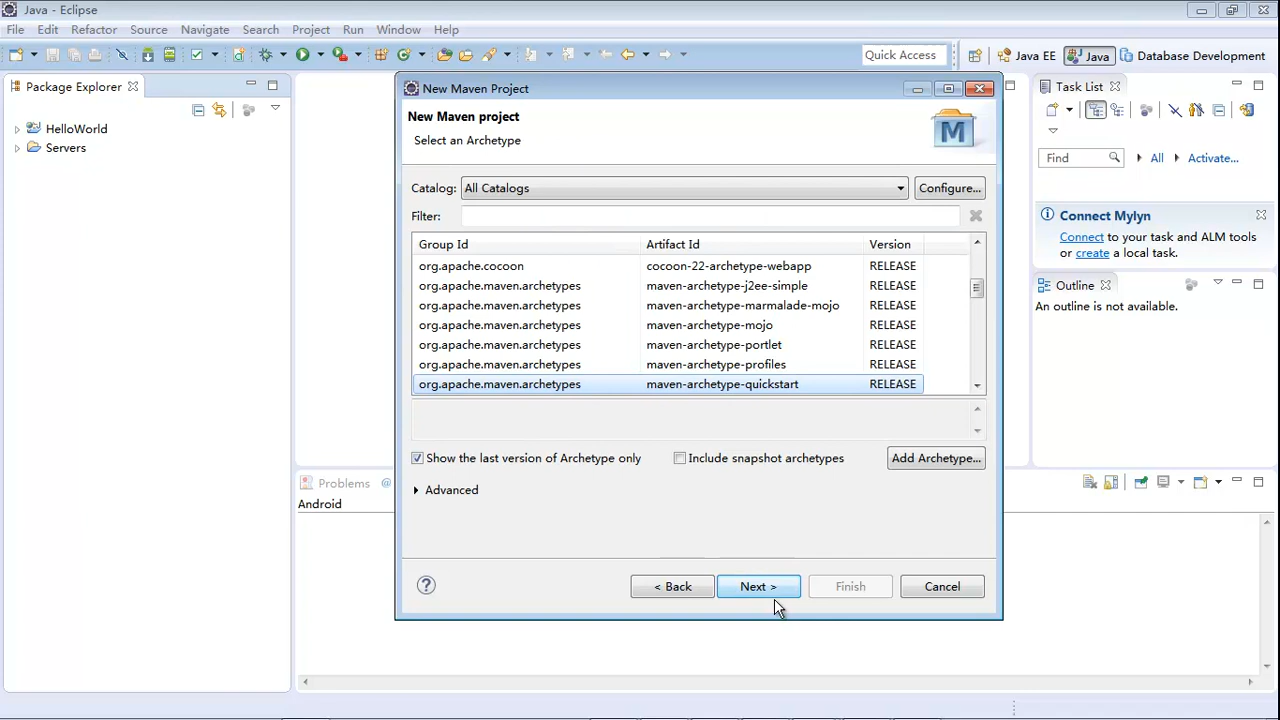 Java - Eclipse
File Edit Refactor Source Navigate Search Project Run Window Help
Quick Access Java EE Java Database Development
Package Explorer
HelloWorld
Servers
New Maven Project
New Maven project
Select an Archetype
M
Catalog: All Catalogs Configure...
Filter:
Group Id Artifact Id Version
org.apache.cocoon cocoon-22-archetype-webapp RELEASE
org.apache.maven.archetypes maven-archetype-j2ee-simple RELEASE
org.apache.maven.archetypes maven-archetype-marmalade-mojo RELEASE
org.apache.maven.archetypes maven-archetype-mojo RELEASE
org.apache.maven.archetypes maven-archetype-portlet RELEASE
org.apache.maven.archetypes maven-archetype-profiles RELEASE
org.apache.maven.archetypes maven-archetype-quickstart RELEASE
Show the last version of Archetype only Include snapshot archetypes Add Archetype...
Advanced
? < Back Next > Finish Cancel
Task List
Find All Activate...
Connect Mylyn
Connect to your task and ALM tools
or create a local task.
Outline
An outline is not available.
Problems @
Android